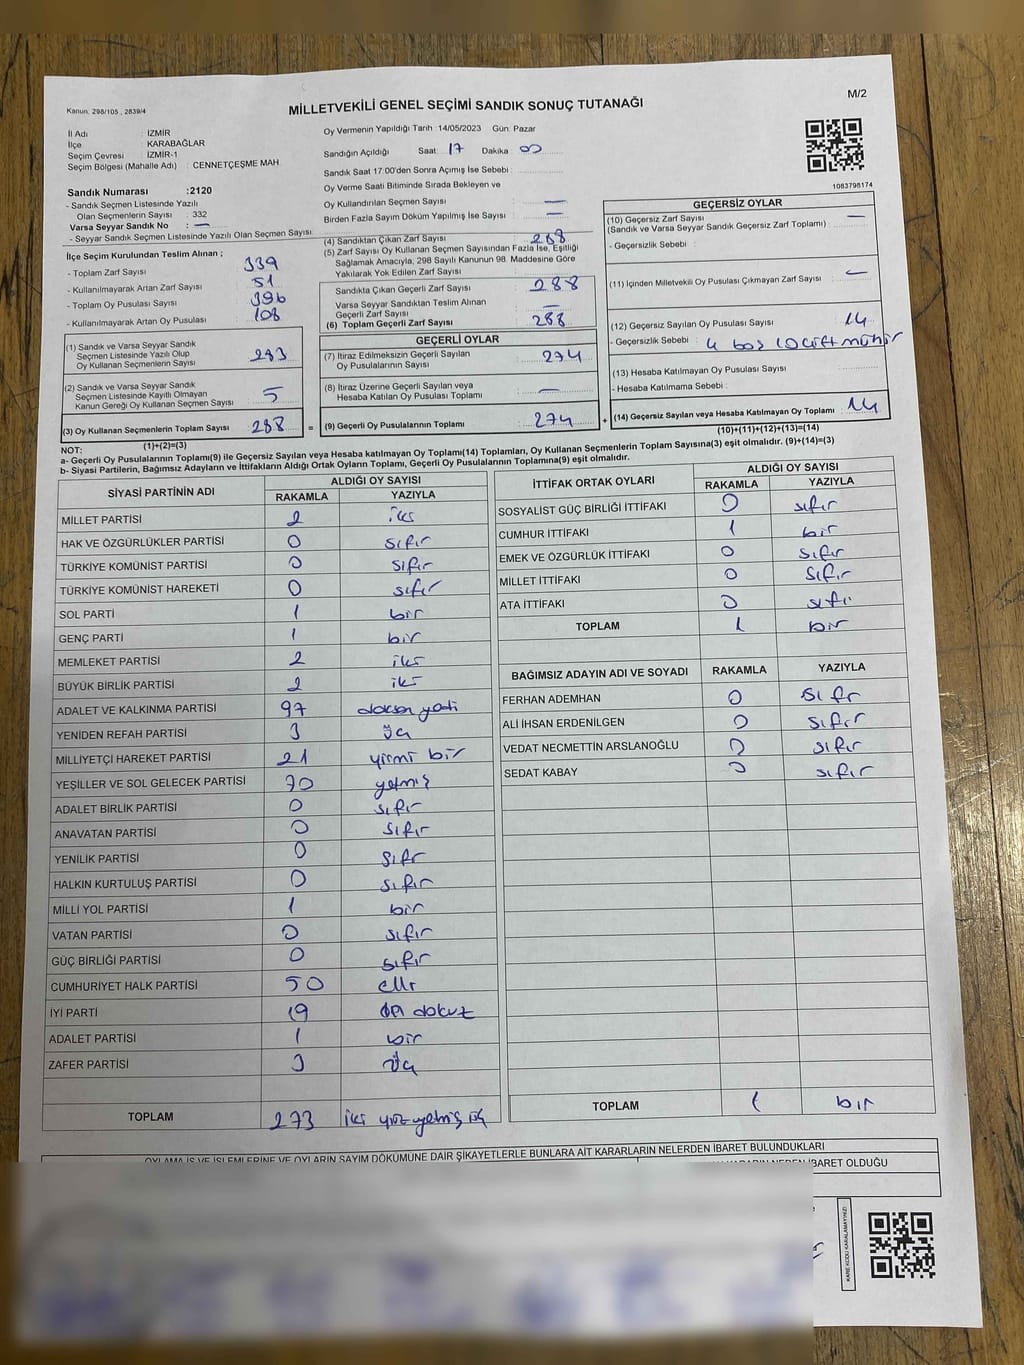 M/2
Kanun. 298/105 , 2839/4
MİLLETVEKİLİ GENEL SEÇİMİ SANDIK SONUÇ TUTANAĞI
İl Adı : IZMİR
İlçe : KARABAĞLAR
Seçim Çevresi : İZMİR-1
Seçim Bölgesi (Mahalle Adı) : CENNETÇEŞME MAH.
Sandık Numarası :2120
- Sandık Seçmen Listesinde Yazılı
Olan Seçmenlerin Sayısı : 332
Varsa Seyyar Sandık No : —
- Seyyar Sandık Seçmen Listesinde Yazılı Olan Seçmen Sayısı
İlçe Seçim Kurulundan Teslim Alınan ;
- Toplam Zarf Sayısı 339
- Kullanılmayarak Artan Zarf Sayısı 51
- Toplam Oy Pusulası Sayısı 396
- Kullanılmayarak Artan Oy Pusulası 108
(1) Sandık ve Varsa Seyyar Sandık
Seçmen Listesinde Yazılı Olup
Oy Kullanan Seçmen Sayısı 283
(2) Sandık ve Varsa Seyyar Sandık
Seçmen Listesinde Kayıtlı Olmayan
Kanun Gereği Oy Kullanan Seçmen Sayısı 5
(3) Oy Kullanan Seçmenlerin Toplam Sayısı 288
(1)+(2)=(3)
Oy Vermenin Yapıldığı Tarih :14/05/2023 Gün: Pazar
Sandığın Açıldığı Saat: 17 Dakika : 00
Sandık Saat 17:00'den Sonra Açımış İse Sebebi :
Oy Verme Saati Bitiminde Sırada Bekleyen ve
Oy Kullandırılan Seçmen Sayısı —
Birden Fazla Sayım Döküm Yapılmış İse Sayısı —
(4) Sandıktan Çıkan Zarf Sayısı 288
(5) Zarf Sayısı Oy Kullanan Seçmen Sayısından Fazla İse, Eşitliği
Sağlamak Amacıyla, 298 Sayılı Kanunun 98. Maddesine Göre
Yakılarak Yok Edilen Zarf Sayısı
Sandıkta Çıkan Geçerli Zarf Sayısı 288
Varsa Seyyar Sandıktan Teslim Alınan
Geçerli Zarf Sayısı —
(6) Toplam Geçerli Zarf Sayısı 288
GEÇERLİ OYLAR
(7) İtiraz Edilmeksizin Geçerli Sayılan
Oy Pusulalarının Sayısı 274
(8) İtiraz Üzerine Geçerli Sayılan veya
Hesaba Katılan Oy Pusulası Toplamı —
= (9) Geçerli Oy Pusulalarının Toplamı 274 +
1083798174
GEÇERSİZ OYLAR
(10) Geçersiz Zarf Sayısı —
(Sandık ve Varsa Seyyar Sandık Geçersiz Zarf Toplamı) :
- Geçersizlik Sebebi :
(11) İçinden Milletvekili Oy Pusulası Çıkmayan Zarf Sayısı —
(12) Geçersiz Sayılan Oy Pusulası Sayısı 14
- Geçersizlik Sebebi : 4 boş 10 çift mühür
(13) Hesaba Katılmayan Oy Pusulası Sayısı
- Hesaba Katılmama Sebebi :
(14) Geçersiz Sayılan veya Hesaba Katılmayan Oy Toplamı 14
(10)+(11)+(12)+(13)=(14)
NOT:
a- Geçerli Oy Pusulalarının Toplamı(9) ile Geçersiz Sayılan veya Hesaba katılmayan Oy Toplamı(14) Toplamları, Oy Kullanan Seçmenlerin Toplam Sayısına(3) eşit olmalıdır. (9)+(14)=(3)
b- Siyasi Partilerin, Bağımsız Adayların ve İttifakların Aldığı Ortak Oyların Toplamı, Geçerli Oy Pusulalarının Toplamına(9) eşit olmalıdır.
SİYASİ PARTİNİN ADI ALDIĞI OY SAYISI
RAKAMLA YAZIYLA
MİLLET PARTİSİ 2 iki
HAK VE ÖZGÜRLÜKLER PARTİSİ 0 sıfır
TÜRKİYE KOMÜNİST PARTİSİ 0 sıfır
TÜRKİYE KOMÜNİST HAREKETİ 0 sıfır
SOL PARTİ 1 bir
GENÇ PARTİ 1 bir
MEMLEKET PARTİSİ 2 iki
BÜYÜK BİRLİK PARTİSİ 2 iki
ADALET VE KALKINMA PARTİSİ 97 doksan yedi
YENİDEN REFAH PARTİSİ 3 üç
MİLLİYETÇİ HAREKET PARTİSİ 21 yirmi bir
YEŞİLLER VE SOL GELECEK PARTİSİ 70 yetmiş
ADALET BİRLİK PARTİSİ 0 sıfır
ANAVATAN PARTİSİ 0 sıfır
YENİLİK PARTİSİ 0 sıfr
HALKIN KURTULUŞ PARTİSİ 0 sıfır
MİLLİ YOL PARTİSİ 1 bir
VATAN PARTİSİ 0 sıfır
GÜÇ BİRLİĞİ PARTİSİ 0 sıfır
CUMHURİYET HALK PARTİSİ 50 elli
İYİ PARTİ 19 on dokuz
ADALET PARTİSİ 1 bir
ZAFER PARTİSİ 3 üç
TOPLAM 273 iki yüz yetmiş üç
İTTİFAK ORTAK OYLARI ALDIĞI OY SAYISI
RAKAMLA YAZIYLA
SOSYALİST GÜÇ BİRLİĞİ İTTİFAKI 0 sıfır
CUMHUR İTTİFAKI 1 bir
EMEK VE ÖZGÜRLÜK İTTİFAKI 0 sıfır
MİLLET İTTİFAKI 0 sıfır
ATA İTTİFAKI 0 sıfı
TOPLAM 1 bir
BAĞIMSIZ ADAYIN ADI VE SOYADI RAKAMLA YAZIYLA
FERHAN ADEMHAN 0 sıfr
ALİ İHSAN ERDENİLGEN 0 sıfır
VEDAT NECMETTİN ARSLANOĞLU 0 sıfır
SEDAT KABAY 0 sıfır
TOPLAM 1 bir
OYLAMA İŞ VE İŞLEMLERİNE VE OYLARIN SAYIM DÖKÜMÜNE DAİR ŞİKAYETLERLE BUNLARA AİT KARARLARIN NELERDEN İBARET BULUNDUKLARI
KARARIN NEDEN İBARET OLDUĞU
KARE KODU KARALAMAYINIZ!